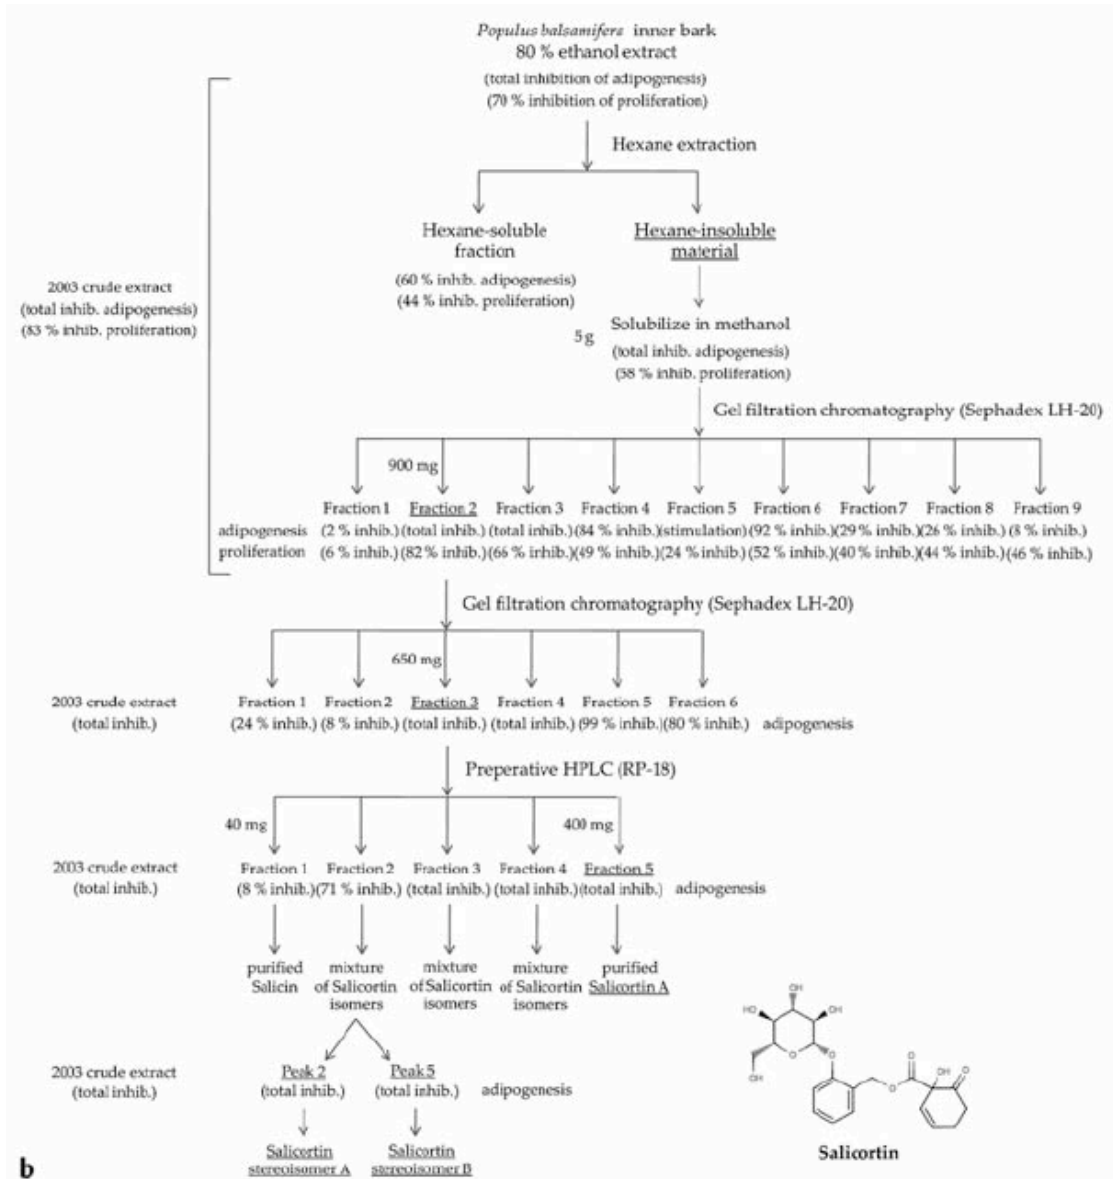 Populus balsamifera inner bark
80 % ethanol extract
(total inhibition of adipogenesis)
(70 % inhibition of proliferation)
Hexane extraction
Hexane-soluble
fraction
(60 % inhib. adipogenesis)
(44 % inhib. proliferation)
Hexane-insoluble
material
2003 crude extract
(total inhib. adipogenesis)
(83 % inhib. proliferation)
5 g
Solubilize in methanol
(total inhib. adipogenesis)
(58 % inhib. proliferation)
Gel filtration chromatography (Sephadex LH-20)
900 mg
Fraction 1 Fraction 2 Fraction 3 Fraction 4 Fraction 5 Fraction 6 Fraction 7 Fraction 8 Fraction 9
adipogenesis (2 % inhib.) (total inhib.) (total inhib.) (84 % inhib.) (stimulation) (92 % inhib.) (29 % inhib.) (26 % inhib.) (8 % inhib.)
proliferation (6 % inhib.) (82 % inhib.) (66 % inhib.) (49 % inhib.) (24 % inhib.) (52 % inhib.) (40 % inhib.) (44 % inhib.) (46 % inhib.)
Gel filtration chromatography (Sephadex LH-20)
650 mg
2003 crude extract
(total inhib.)
Fraction 1 Fraction 2 Fraction 3 Fraction 4 Fraction 5 Fraction 6
(24 % inhib.) (8 % inhib.) (total inhib.) (total inhib.) (99 % inhib.) (80 % inhib.) adipogenesis
Preperative HPLC (RP-18)
40 mg
400 mg
2003 crude extract
(total inhib.)
Fraction 1 Fraction 2 Fraction 3 Fraction 4 Fraction 5
(8 % inhib.) (71 % inhib.) (total inhib.) (total inhib.) (total inhib.) adipogenesis
purified
Salicin
mixture
of Salicortin
isomers
mixture
of Salicortin
isomers
mixture
of Salicortin
isomers
purified
Salicortin A
2003 crude extract
(total inhib.)
Peak 2
(total inhib.)
Peak 5
(total inhib.)
adipogenesis
Salicortin
stereoisomer A
Salicortin
stereoisomer B
OH
HO
OH
O
O
OH
O
O
OH
O
Salicortin
b